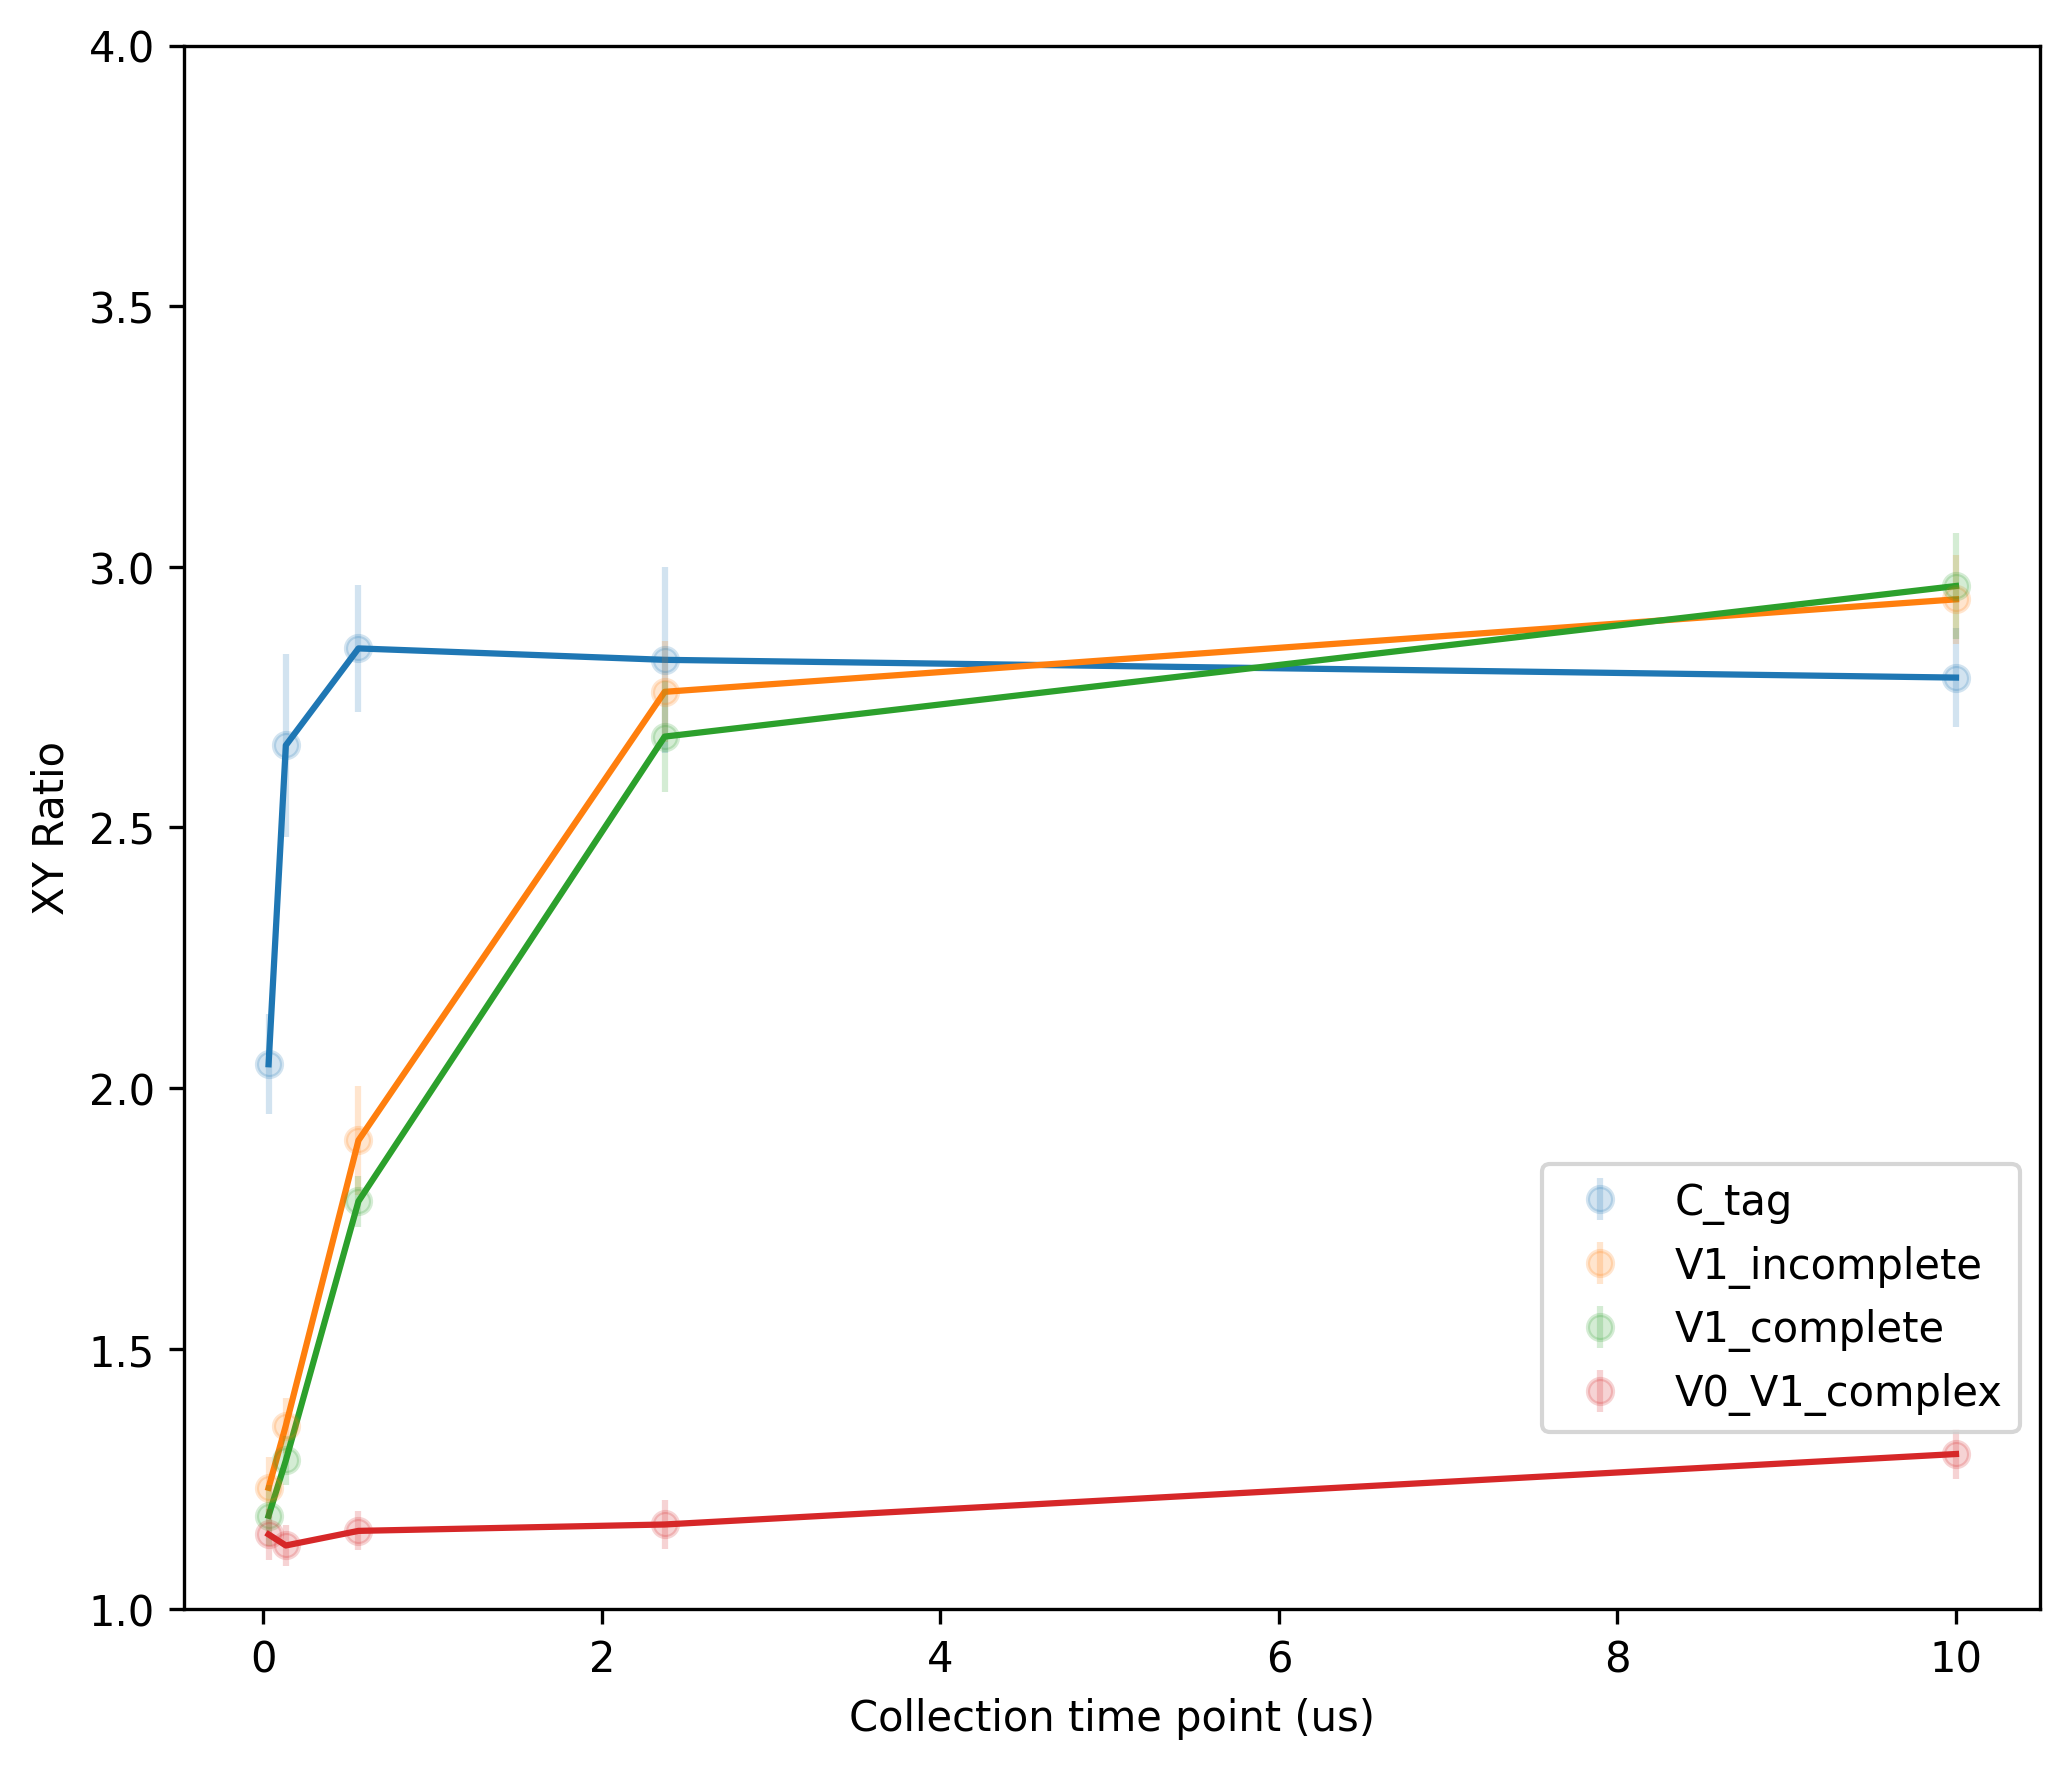 4.0
3.5
3.0
2.5
2.0
1.5
1.0
XY Ratio
0 2 4 6 8 10
Collection time point (us)
C_tag
V1_incomplete
V1_complete
V0_V1_complex